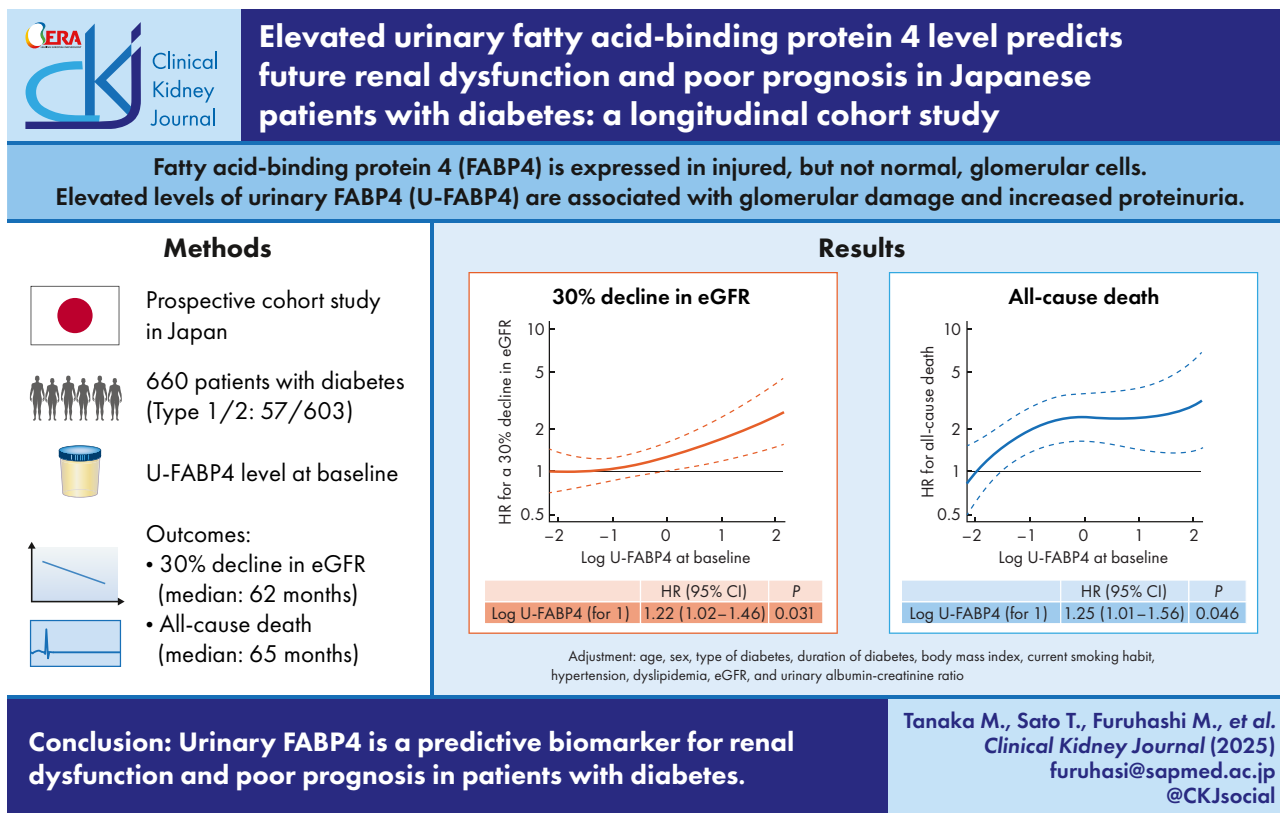 ERA
ckj
Clinical
Kidney
Journal
Elevated urinary fatty acid-binding protein 4 level predicts
future renal dysfunction and poor prognosis in Japanese
patients with diabetes: a longitudinal cohort study
Fatty acid-binding protein 4 (FABP4) is expressed in injured, but not normal, glomerular cells.
Elevated levels of urinary FABP4 (U-FABP4) are associated with glomerular damage and increased proteinuria.
Methods
Prospective cohort study
in Japan
660 patients with diabetes
(Type 1/2: 57/603)
U-FABP4 level at baseline
Outcomes:
• 30% decline in eGFR
(median: 62 months)
• All-cause death
(median: 65 months)
Results
30% decline in eGFR
HR for a 30% decline in eGFR
10
5
2
1
0.5
−2 −1 0 1 2
Log U-FABP4 at baseline
HR (95% CI) P
Log U-FABP4 (for 1) 1.22 (1.02–1.46) 0.031
All-cause death
HR for all-cause death
10
5
2
1
0.5
−2 −1 0 1 2
Log U-FABP4 at baseline
HR (95% CI) P
Log U-FABP4 (for 1) 1.25 (1.01–1.56) 0.046
Adjustment: age, sex, type of diabetes, duration of diabetes, body mass index, current smoking habit,
hypertension, dyslipidemia, eGFR, and urinary albumin-creatinine ratio
Conclusion: Urinary FABP4 is a predictive biomarker for renal
dysfunction and poor prognosis in patients with diabetes.
Tanaka M., Sato T., Furuhashi M., et al.
Clinical Kidney Journal (2025)
furuhasi@sapmed.ac.jp
@CKJsocial